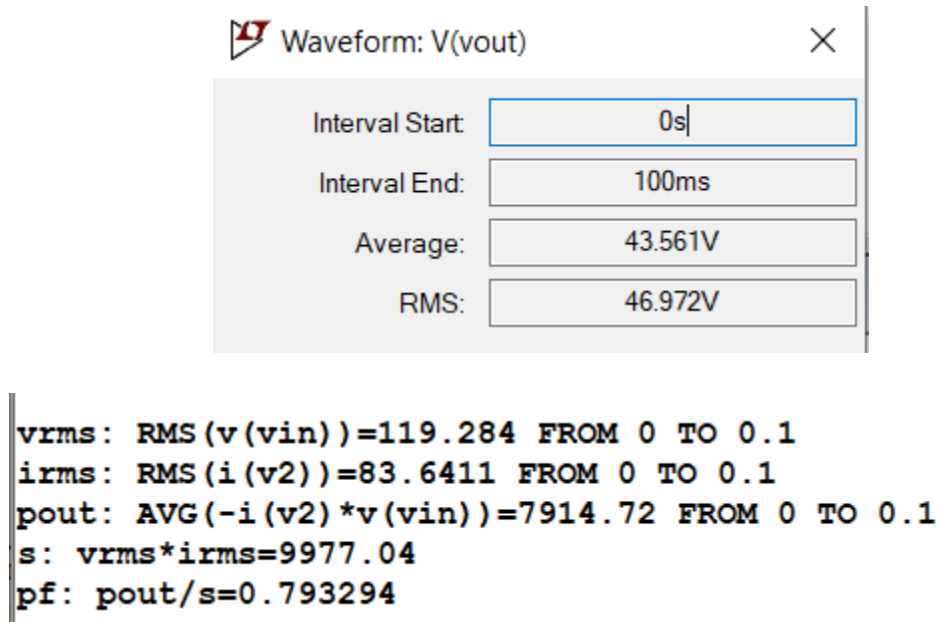 Waveform: V(vout)
Interval Start: 0s
Interval End: 100ms
Average: 43.561V
RMS: 46.972V
vrms: RMS(v(vin))=119.284 FROM 0 TO 0.1
irms: RMS(i(v2))=83.6411 FROM 0 TO 0.1
pout: AVG(-i(v2)*v(vin))=7914.72 FROM 0 TO 0.1
s: vrms*irms=9977.04
pf: pout/s=0.793294